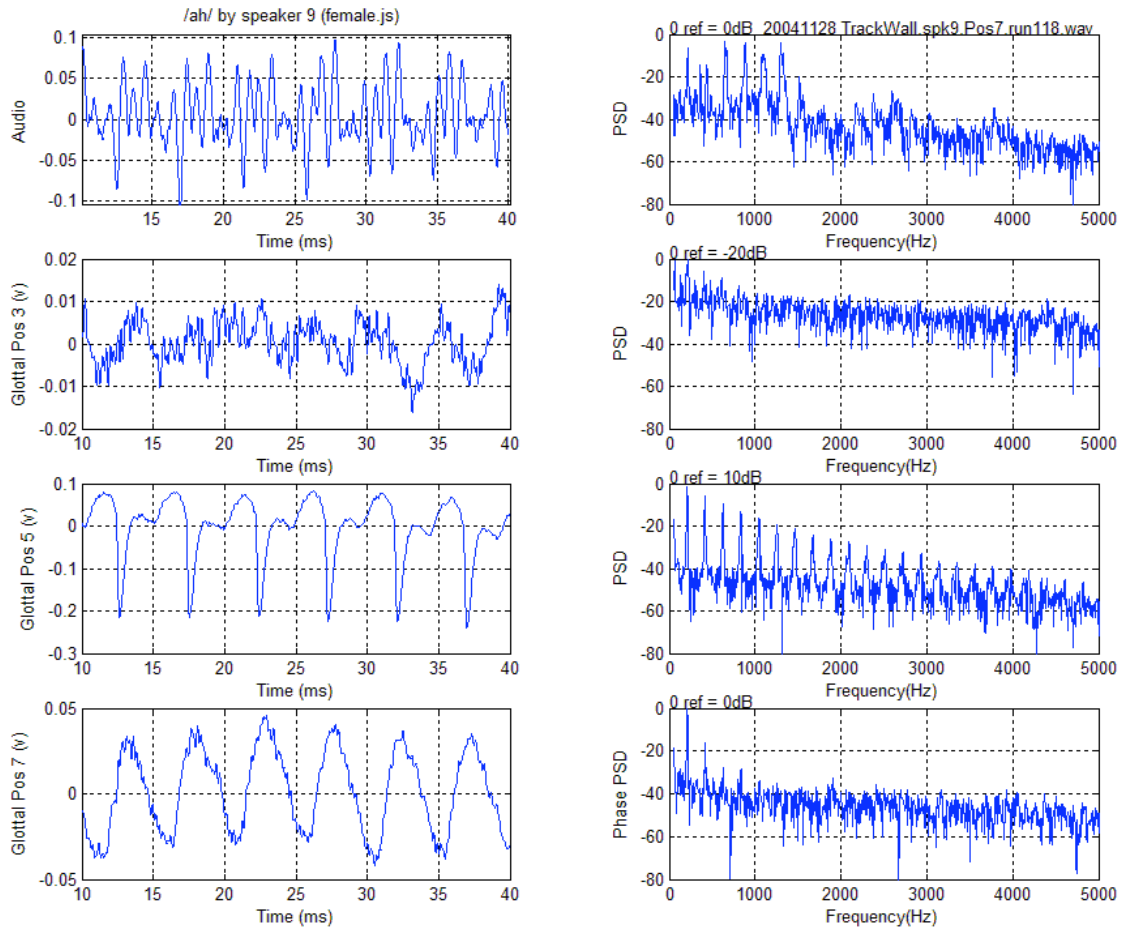 /ah/ by speaker 9 (female.js)
0.1
0.05
0
-0.05
-0.1
Audio
15 20 25 30 35 40
Time (ms)
0 ref = 0dB_20041128 TrackWall.spk9.Pos7.run118.wav
0
-20
-40
-60
-80
PSD
0 1000 2000 3000 4000 5000
Frequency(Hz)
0.02
0.01
0
-0.01
-0.02
Glottal Pos 3 (v)
10 15 20 25 30 35 40
Time (ms)
0 ref = -20dB
0
-20
-40
-60
-80
PSD
0 1000 2000 3000 4000 5000
Frequency(Hz)
0.1
0
-0.1
-0.2
-0.3
Glottal Pos 5 (v)
10 15 20 25 30 35 40
Time (ms)
0 ref = 10dB
0
-20
-40
-60
-80
PSD
0 1000 2000 3000 4000 5000
Frequency(Hz)
0.05
0
-0.05
Glottal Pos 7 (v)
10 15 20 25 30 35 40
Time (ms)
0 ref = 0dB
0
-20
-40
-60
-80
Phase PSD
0 1000 2000 3000 4000 5000
Frequency(Hz)